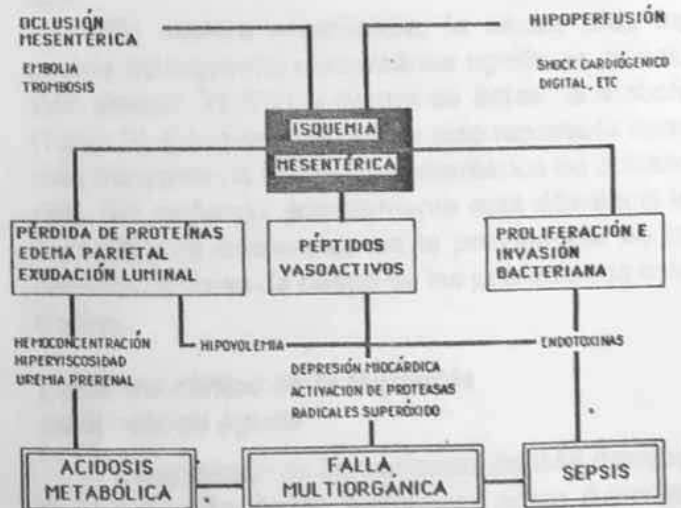 OCLUSIÓN
MESENTÉRICA
EMBOLIA
TROMBOSIS
HIPOPERFUSIÓN
SHOCK CARDIÓGENICO
DIGITAL, ETC
ISQUEMIA
MESENTÉRICA
PÉRDIDA DE PROTEÍNAS
EDEMA PARIETAL
EXUDACIÓN LUMINAL
PÉPTIDOS
VASOACTIVOS
PROLIFERACIÓN E
INVASIÓN
BACTERIANA
HEMOCONCENTRACIÓN
HIPERVISCOSIDAD
UREMIA PRERENAL
HIPOVOLEMIA
ENDOTOXINAS
DEPRESIÓN MIOCÁRDICA
ACTIVACION DE PROTEASAS
RADICALES SUPERÓXIDO
ACIDOSIS
METABÓLICA
FALLA
MULTIORGÁNICA
SEPSIS